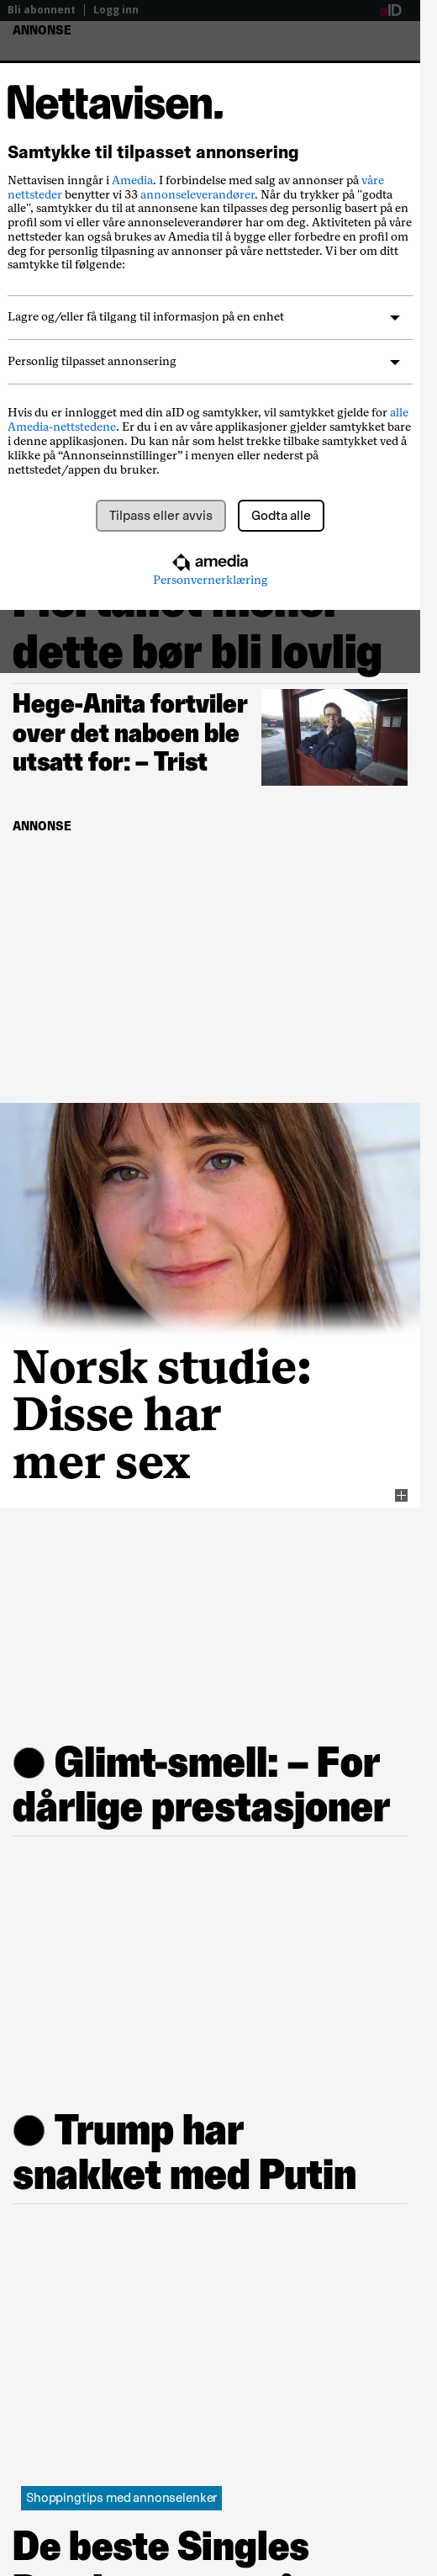 Bli abonnent
Logg inn
aID
ANNONSE
Nettavisen.
Samtykke til tilpasset annonsering
Nettavisen inngår i Amedia. I forbindelse med salg av annonser på våre
nettsteder benytter vi 33 annonseleverandører. Når du trykker på "godta
alle", samtykker du til at annonsene kan tilpasses deg personlig basert på en
profil som vi eller våre annonseleverandører har om deg. Aktiviteten på våre
nettsteder kan også brukes av Amedia til å bygge eller forbedre en profil om
deg for personlig tilpasning av annonser på våre nettsteder. Vi ber om ditt
samtykke til følgende:
Lagre og/eller få tilgang til informasjon på en enhet
Personlig tilpasset annonsering
Hvis du er innlogget med din aID og samtykker, vil samtykket gjelde for alle
Amedia-nettstedene. Er du i en av våre applikasjoner gjelder samtykket bare
i denne applikasjonen. Du kan når som helst trekke tilbake samtykket ved å
klikke på “Annonseinnstillinger” i menyen eller nederst på
nettstedet/appen du bruker.
Tilpass eller avvis
Godta alle
amedia
Personvernerklæring
dette bør bli lovlig
Hege-Anita fortviler
over det naboen ble
utsatt for: – Trist
ANNONSE
Norsk studie:
Disse har
mer sex
● Glimt-smell: – For
dårlige prestasjoner
● Trump har
snakket med Putin
Shoppingtips med annonselenker
De beste Singles